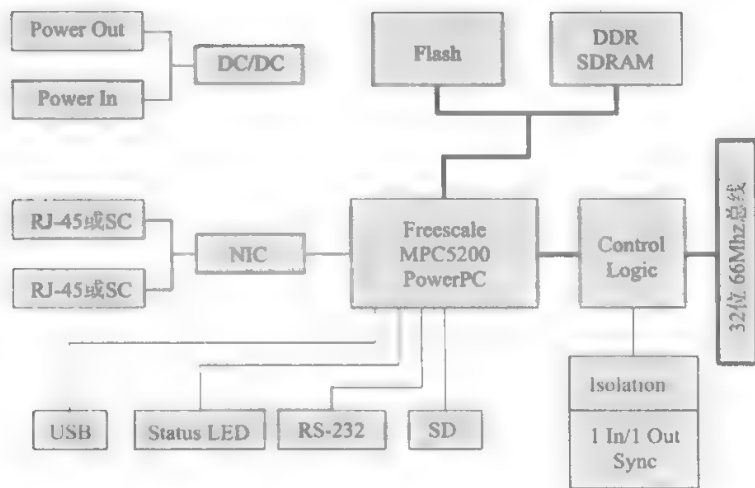 Power Out
Power In
DC/DC
Flash
DDR
SDRAM
RJ-45或SC
RJ-45或SC
NIC
Freescale
MPC5200
PowerPC
Control
Logic
32位 66Mhz总线
USB
Status LED
RS-232
SD
Isolation
1 In/1 Out
Sync